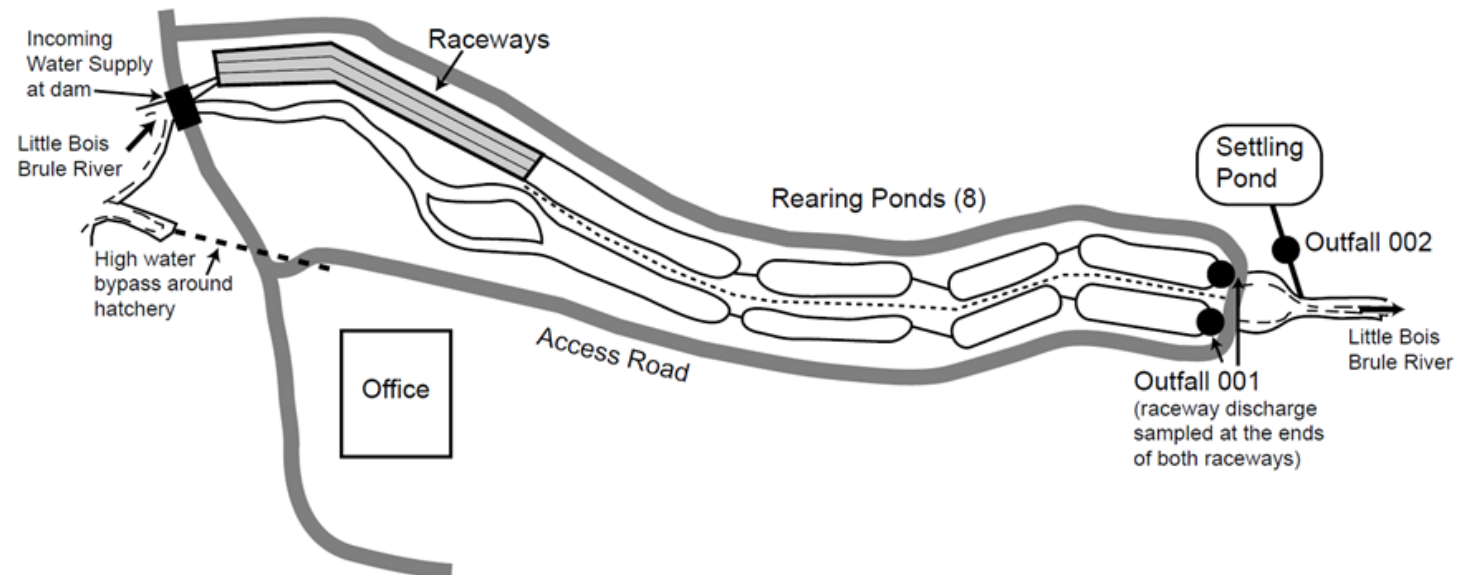 Incoming
Water Supply
at dam
Raceways
Little Bois
Brule River
Settling
Pond
Rearing Ponds (8)
Outfall 002
High water
bypass around
hatchery
Access Road
Office
Little Bois
Brule River
Outfall 001
(raceway discharge
sampled at the ends
of both raceways)